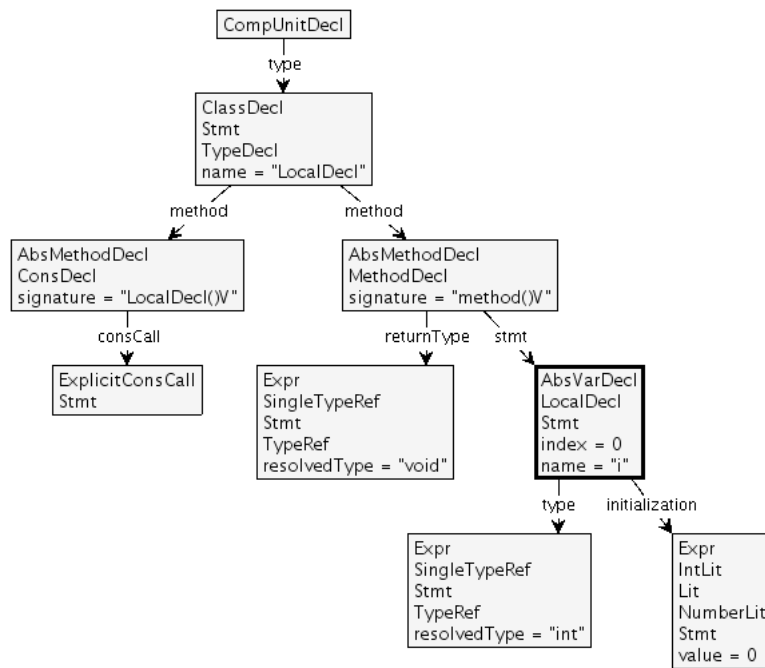 CompUnitDecl
type
ClassDecl
Stmt
TypeDecl
name = "LocalDecl"
method
method
AbsMethodDecl
ConsDecl
signature = "LocalDecl()V"
AbsMethodDecl
MethodDecl
signature = "method()V"
consCall
returnType
stmt
ExplicitConsCall
Stmt
Expr
SingleTypeRef
Stmt
TypeRef
resolvedType = "void"
AbsVarDecl
LocalDecl
Stmt
index = 0
name = "i"
type
initialization
Expr
SingleTypeRef
Stmt
TypeRef
resolvedType = "int"
Expr
IntLit
Lit
NumberLit
Stmt
value = 0